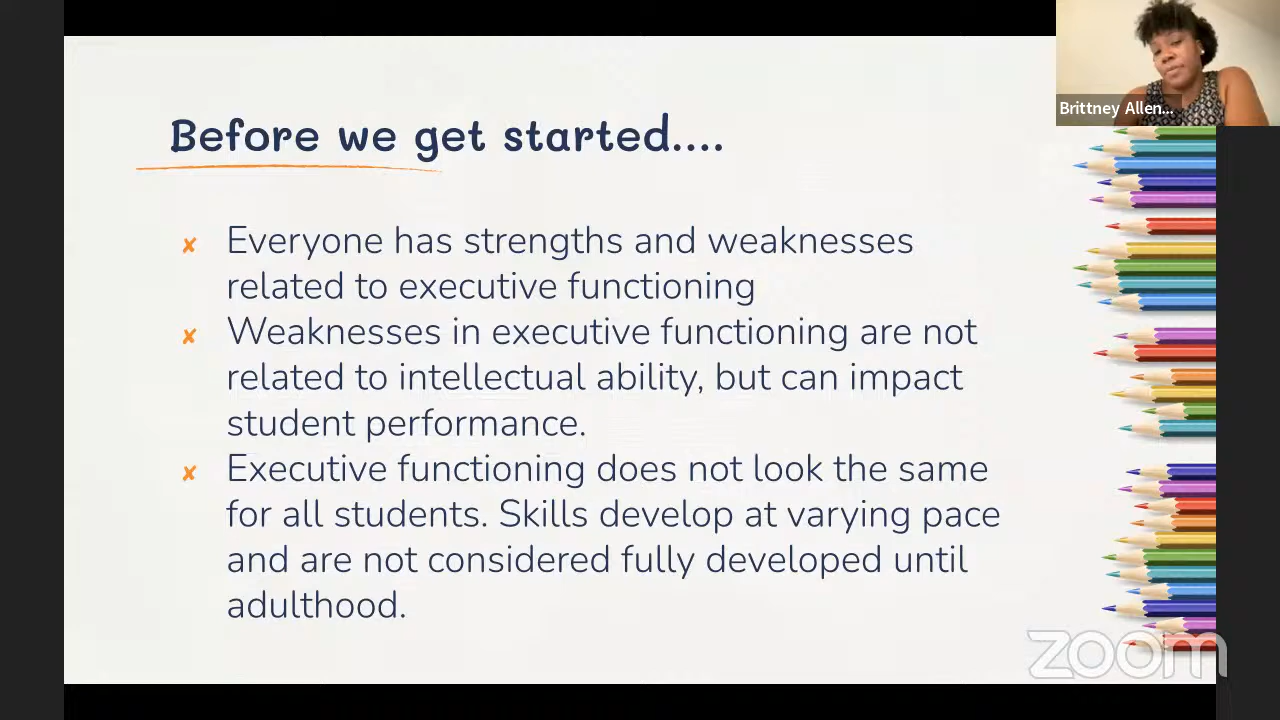 Brittney Allen...
Before we get started....
✘ Everyone has strengths and weaknesses
related to executive functioning
✘ Weaknesses in executive functioning are not
related to intellectual ability, but can impact
student performance.
✘ Executive functioning does not look the same
for all students. Skills develop at varying pace
and are not considered fully developed until
adulthood.
zoom